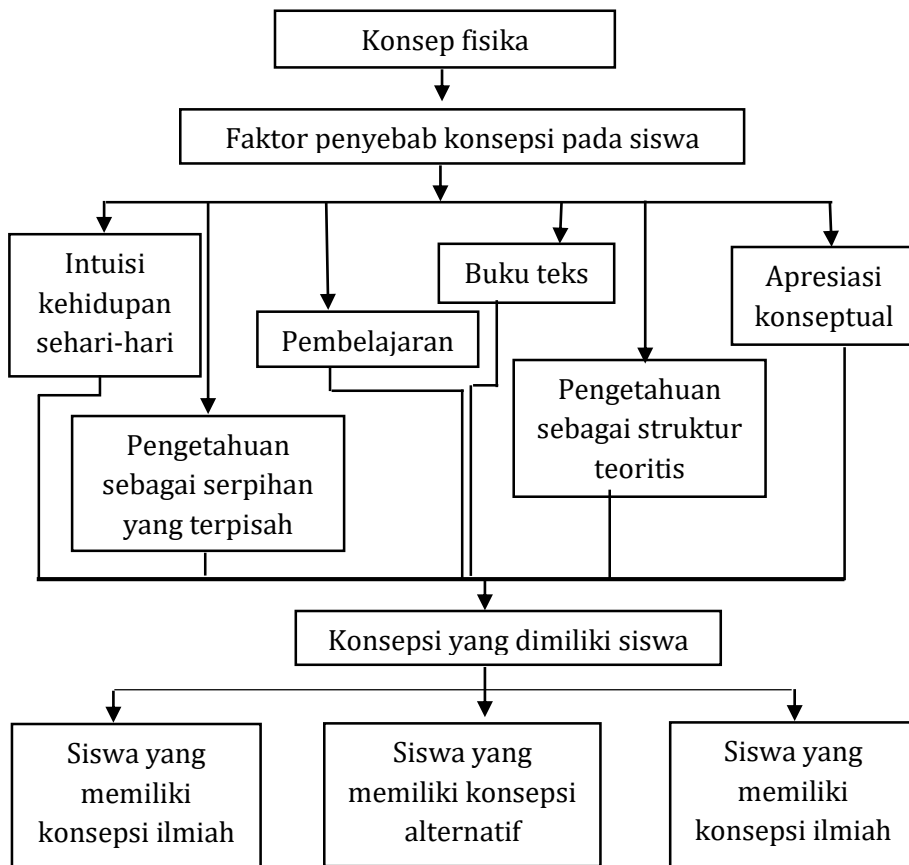 Konsep fisika
Faktor penyebab konsepsi pada siswa
Intuisi
kehidupan
sehari-hari
Pengetahuan
sebagai serpihan
yang terpisah
Pembelajaran
Buku teks
Pengetahuan
sebagai struktur
teoritis
Apresiasi
konseptual
Konsepsi yang dimiliki siswa
Siswa yang
memiliki
konsepsi ilmiah
Siswa yang
memiliki konsepsi
alternatif
Siswa yang
memiliki
konsepsi ilmiah